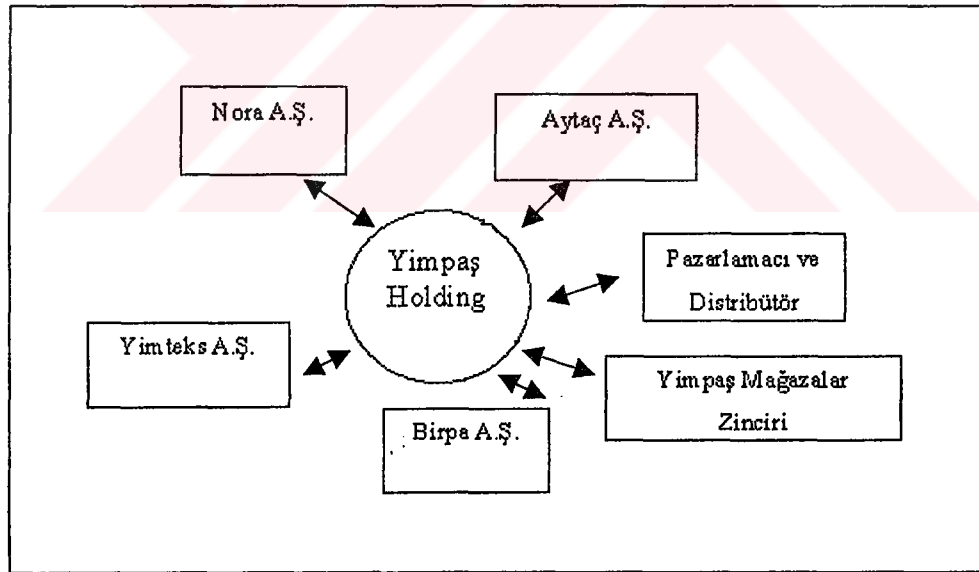 Nora A.Ş.
Aytaç A.Ş.
Yimpaş
Holding
Pazarlamacı ve
Distribütör
Yimteks A.Ş.
Yimpaş Mağazalar
Zinciri
Birpa A.Ş.